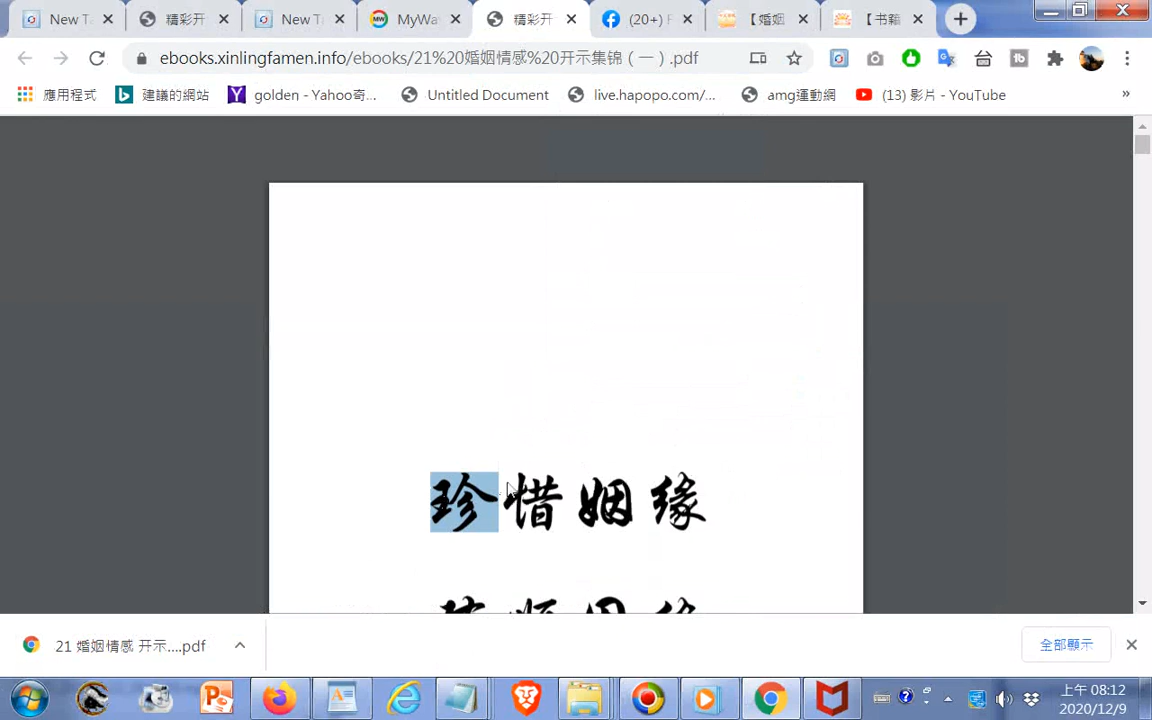 New T
精彩开
New T
MyWa
精彩开
(20+) F
【婚姻
【书籍
ebooks.xinlingfamen.info/ebooks/21%20婚姻情感%20开示集锦（一）.pdf
應用程式
建議的網站
golden - Yahoo奇...
Untitled Document
live.hapopo.com/...
amg運動網
(13) 影片 - YouTube
»
珍惜姻缘
21 婚姻情感 开示....pdf
全部顯示
上午 08:12
2020/12/9